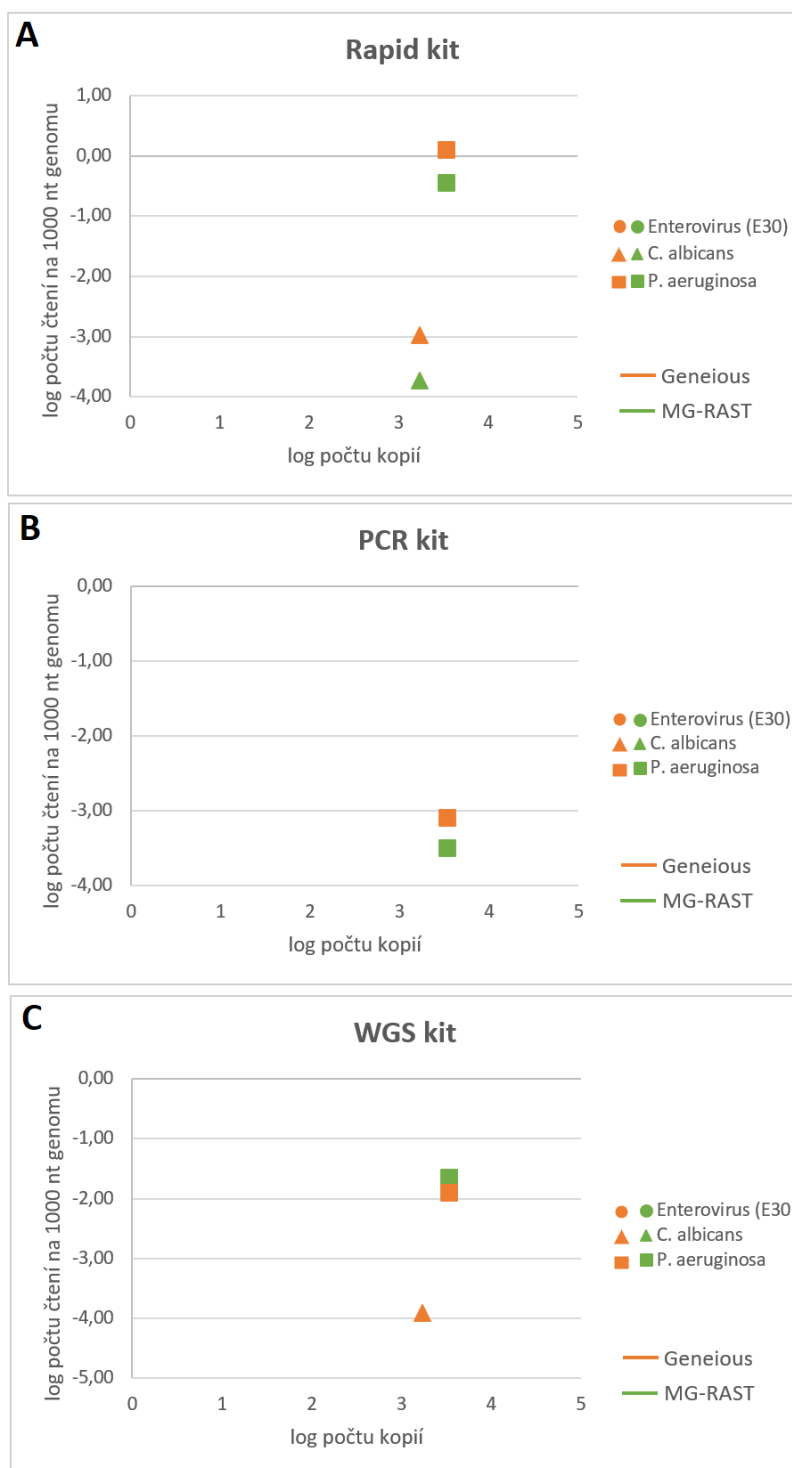 A
Rapid kit
log počtu čtení na 1000 nt genomu
1,00
0,00
-1,00
-2,00
-3,00
-4,00
0 1 2 3 4 5
log počtu kopií
Enterovirus (E30)
C. albicans
P. aeruginosa
Geneious
MG-RAST
B
PCR kit
log počtu čtení na 1000 nt genomu
0,00
-1,00
-2,00
-3,00
-4,00
0 1 2 3 4 5
log počtu kopií
Enterovirus (E30)
C. albicans
P. aeruginosa
Geneious
MG-RAST
C
WGS kit
log počtu čtení na 1000 nt genomu
0,00
-1,00
-2,00
-3,00
-4,00
-5,00
0 1 2 3 4 5
log počtu kopií
Enterovirus (E30
C. albicans
P. aeruginosa
Geneious
MG-RAST